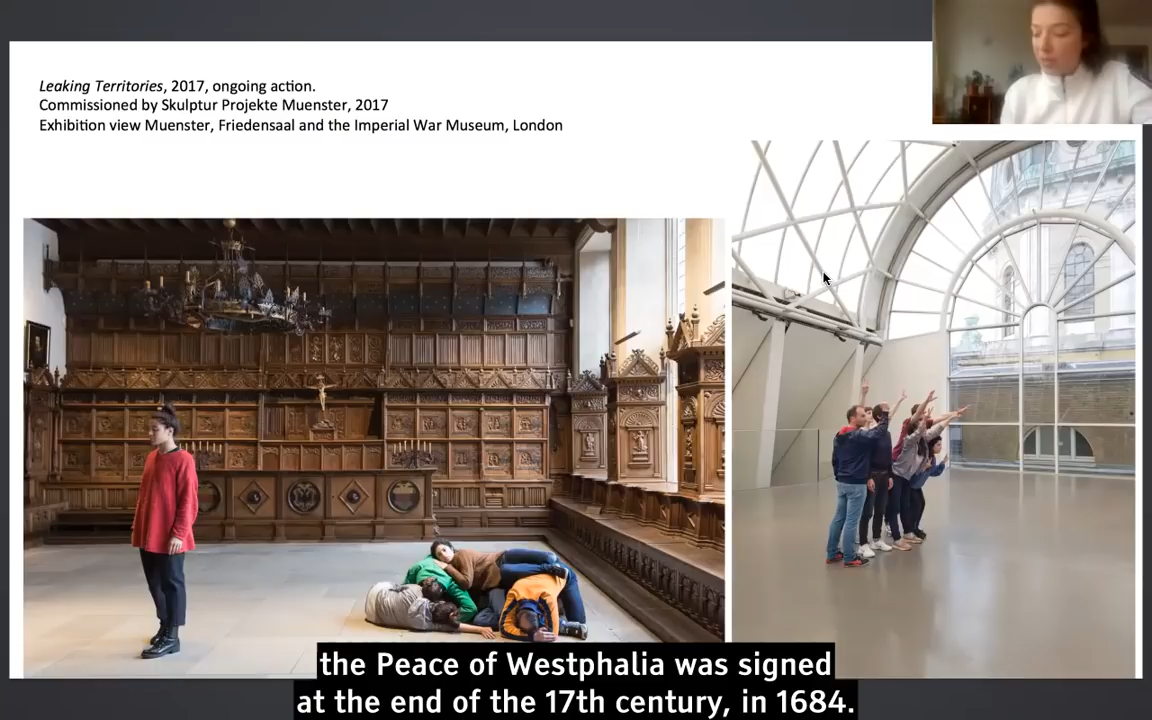 Leaking Territories, 2017, ongoing action.
Commissioned by Skulptur Projekte Muenster, 2017
Exhibition view Muenster, Friedensaal and the Imperial War Museum, London
the Peace of Westphalia was signed
at the end of the 17th century, in 1684.